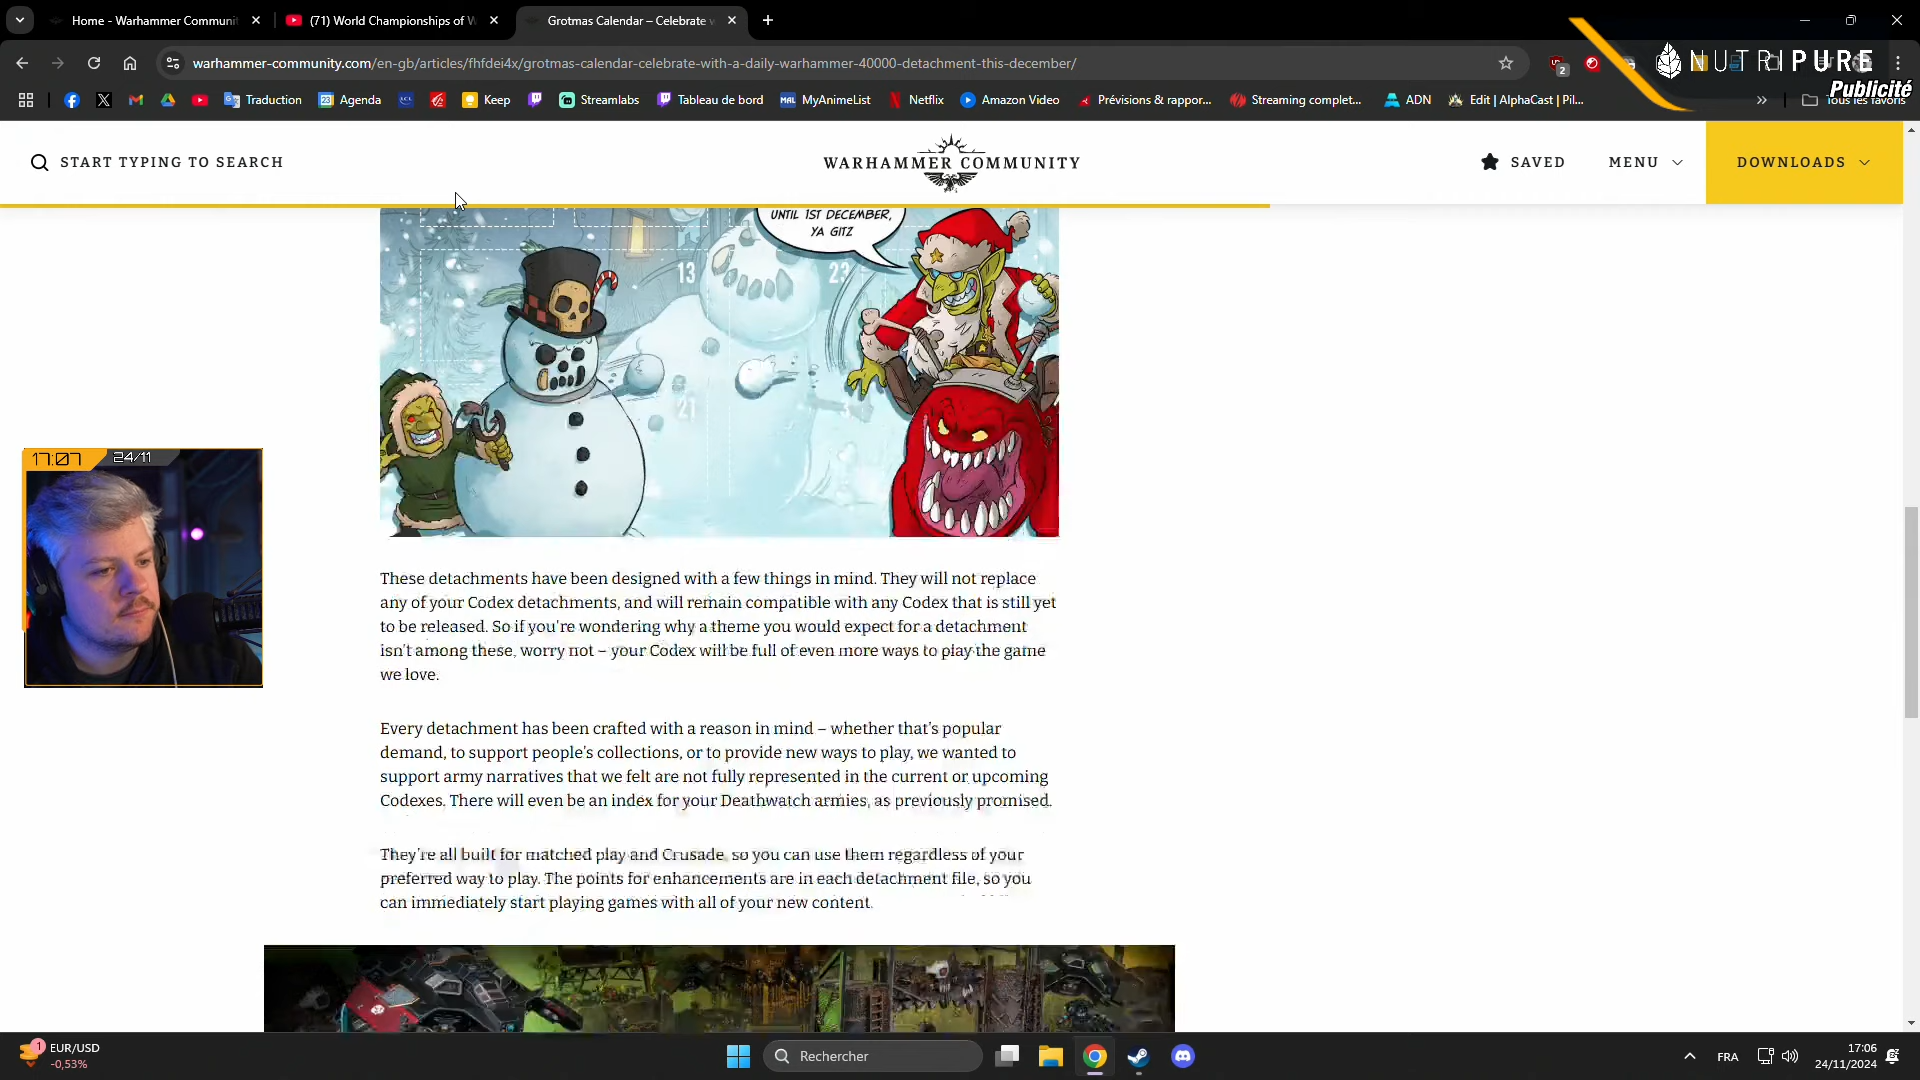 Home - Warhammer Communi
(71) World Championships of W
Grotmas Calendar – Celebrate w
warhammer-community.com/en-gb/articles/fhfdei4x/grotmas-calendar-celebrate-with-a-daily-warhammer-40000-detachment-this-december/
2
NUTRIPURE
Publicité
Traduction
Agenda
Keep
Streamlabs
Tableau de bord
MyAnimeList
Netflix
Amazon Video
Prévisions & rappor...
Streaming complet...
ADN
Edit | AlphaCast | Pil...
Tous les favoris
START TYPING TO SEARCH
WARHAMMER COMMUNITY
SAVED
MENU
DOWNLOADS
UNTIL 1ST DECEMBER,
YA GITZ
13
23
21
3
17:07
24/11
These detachments have been designed with a few things in mind. They will not replace
any of your Codex detachments, and will remain compatible with any Codex that is still yet
to be released. So if you're wondering why a theme you would expect for a detachment
isn't among these, worry not – your Codex will be full of even more ways to play the game
we love.
Every detachment has been crafted with a reason in mind – whether that's popular
demand, to support people's collections, or to provide new ways to play, we wanted to
support army narratives that we felt are not fully represented in the current or upcoming
Codexes. There will even be an index for your Deathwatch armies, as previously promised.
They're all built for matched play and Crusade, so you can use them regardless of your
preferred way to play. The points for enhancements are in each detachment file, so you
can immediately start playing games with all of your new content.
1
EUR/USD
-0,53%
Rechercher
FRA
17:06
24/11/2024